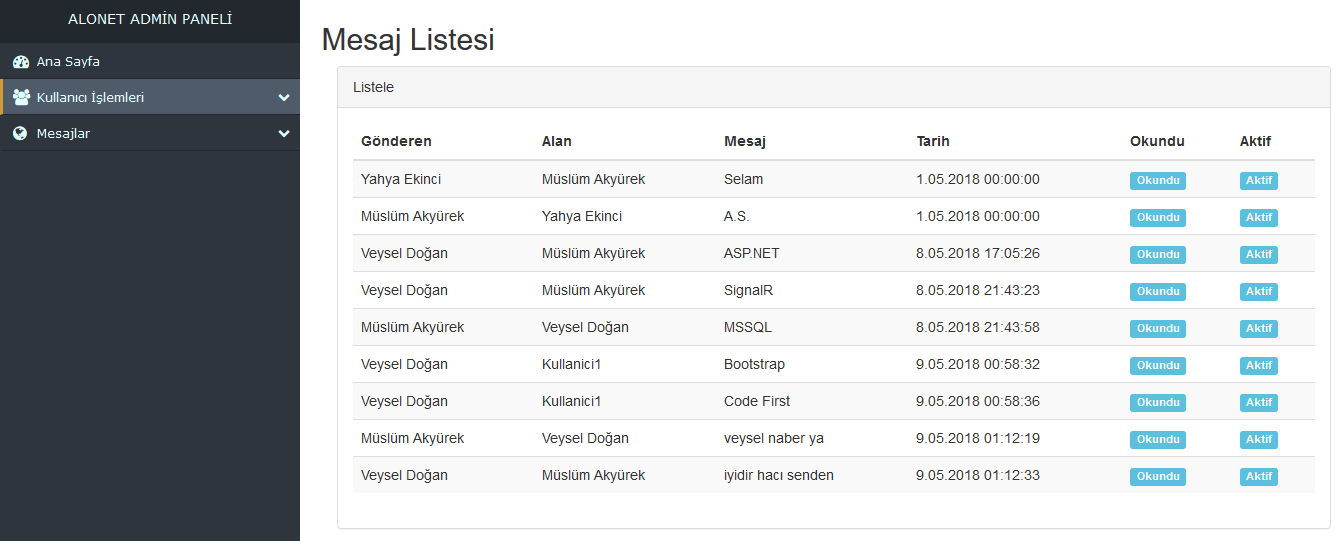 ALONET ADMİN PANELİ
Ana Sayfa
Kullanıcı İşlemleri
Mesajlar
Mesaj Listesi
Listele
Gönderen Alan Mesaj Tarih Okundu Aktif
Yahya Ekinci Müslüm Akyürek Selam 1.05.2018 00:00:00 Okundu Aktif
Müslüm Akyürek Yahya Ekinci A.S. 1.05.2018 00:00:00 Okundu Aktif
Veysel Doğan Müslüm Akyürek ASP.NET 8.05.2018 17:05:26 Okundu Aktif
Veysel Doğan Müslüm Akyürek SignalR 8.05.2018 21:43:23 Okundu Aktif
Müslüm Akyürek Veysel Doğan MSSQL 8.05.2018 21:43:58 Okundu Aktif
Veysel Doğan Kullanici1 Bootstrap 9.05.2018 00:58:32 Okundu Aktif
Veysel Doğan Kullanici1 Code First 9.05.2018 00:58:36 Okundu Aktif
Müslüm Akyürek Veysel Doğan veysel naber ya 9.05.2018 01:12:19 Okundu Aktif
Veysel Doğan Müslüm Akyürek iyidir hacı senden 9.05.2018 01:12:33 Okundu Aktif